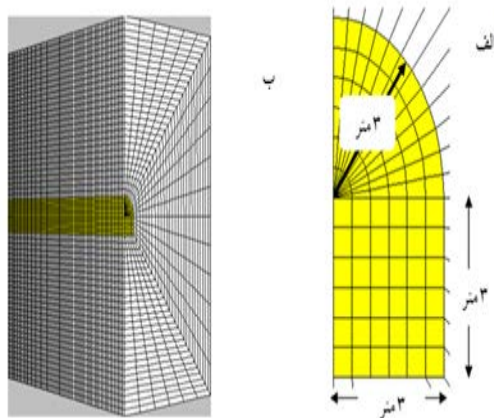 الف
ب
۳ متر
۳ متر
۳ متر